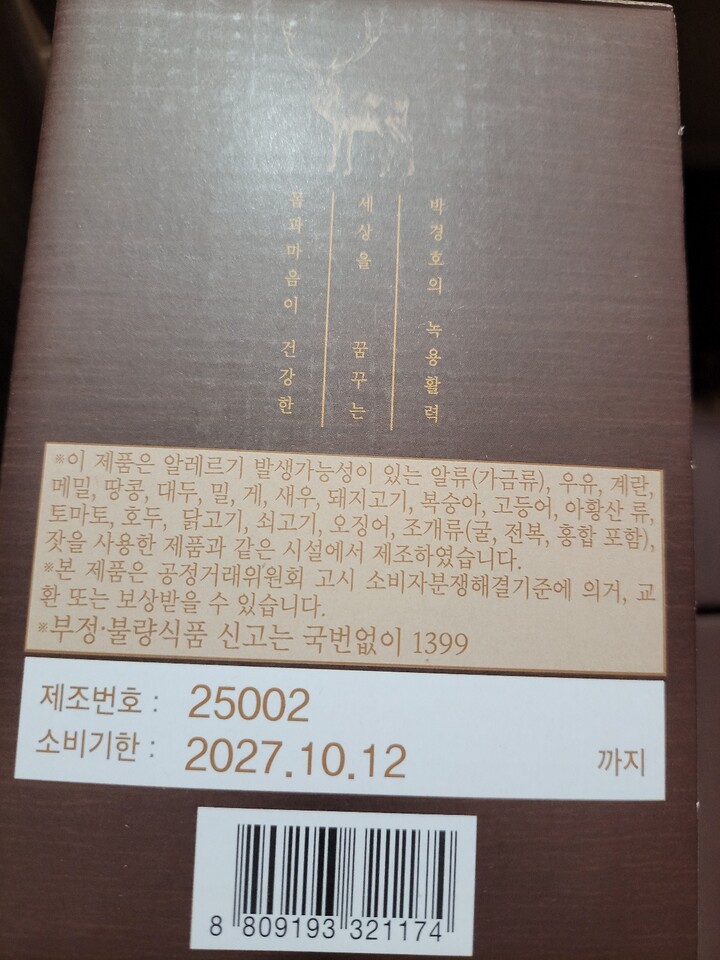 몸과마음이 건강한
세상을 꿈꾸는
박경호의 녹용활력
※이 제품은 알레르기 발생가능성이 있는 알류(가금류), 우유, 계란,
메밀, 땅콩, 대두, 밀, 게, 새우, 돼지고기, 복숭아, 고등어, 아황산 류,
토마토, 호두, 닭고기, 쇠고기, 오징어, 조개류(굴, 전복, 홍합 포함),
잣을 사용한 제품과 같은 시설에서 제조하였습니다.
※본 제품은 공정거래위원회 고시 소비자분쟁해결기준에 의거, 교
환 또는 보상받을 수 있습니다.
※부정·불량식품 신고는 국번없이 1399
제조번호 : 25002
소비기한 : 2027.10.12 까지
8 809193 321174